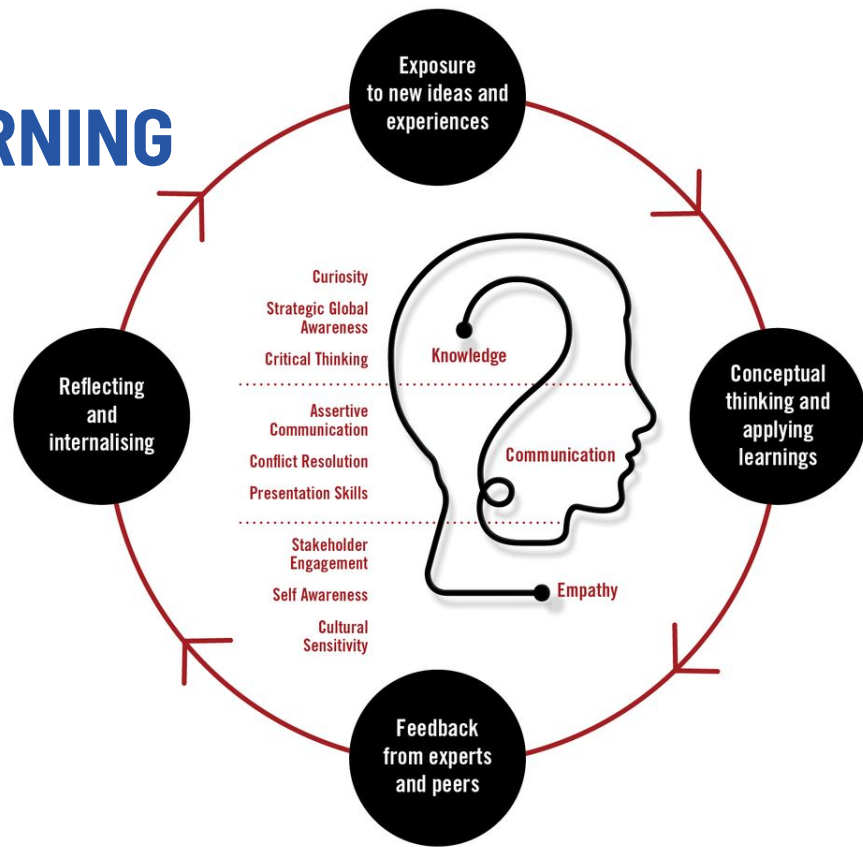 RNING
Exposure
to new ideas and
experiences
Curiosity
Strategic Global
Awareness
Critical Thinking
Knowledge
Conceptual
thinking and
applying
learnings
Reflecting
and
internalising
Assertive
Communication
Conflict Resolution
Presentation Skills
Communication
Stakeholder
Engagement
Self Awareness
Cultural
Sensitivity
Empathy
Feedback
from experts
and peers